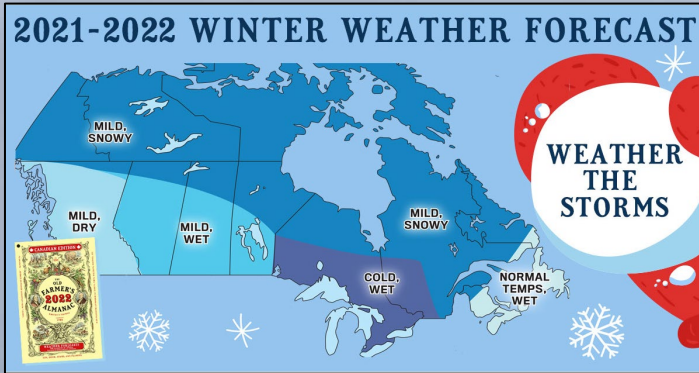 2021-2022 WINTER WEATHER FORECAST
MILD,
SNOWY
WEATHER
THE
STORMS
MILD,
DRY
MILD,
WET
MILD,
SNOWY
COLD,
WET
NORMAL
TEMPS,
WET
CANADIAN EDITION
THE OLD
FARMER'S
2022
ALMANAC